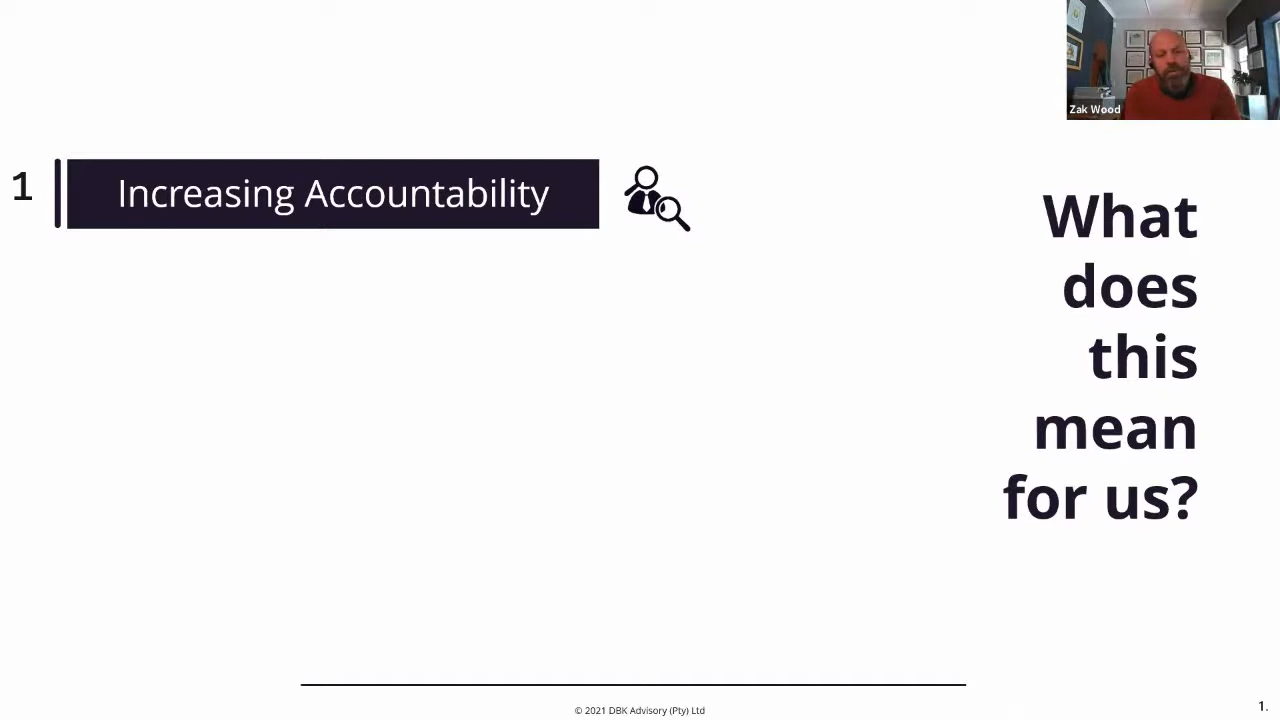 Zak Wood
1
Increasing Accountability
What
does
this
mean
for us?
© 2021 DBK Advisory (Pty) Ltd
1.